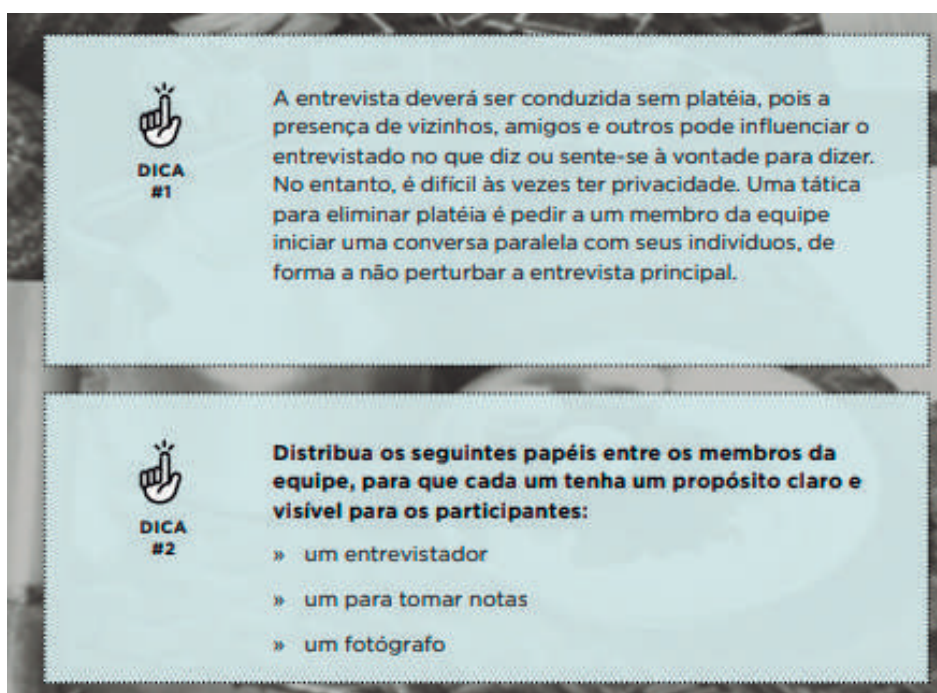 DICA
#1
A entrevista deverá ser conduzida sem platéia, pois a
presença de vizinhos, amigos e outros pode influenciar o
entrevistado no que diz ou sente-se à vontade para dizer.
No entanto, é difícil às vezes ter privacidade. Uma tática
para eliminar platéia é pedir a um membro da equipe
iniciar uma conversa paralela com seus indivíduos, de
forma a não perturbar a entrevista principal.
DICA
#2
Distribua os seguintes papéis entre os membros da
equipe, para que cada um tenha um propósito claro e
visível para os participantes:
» um entrevistador
» um para tomar notas
» um fotógrafo